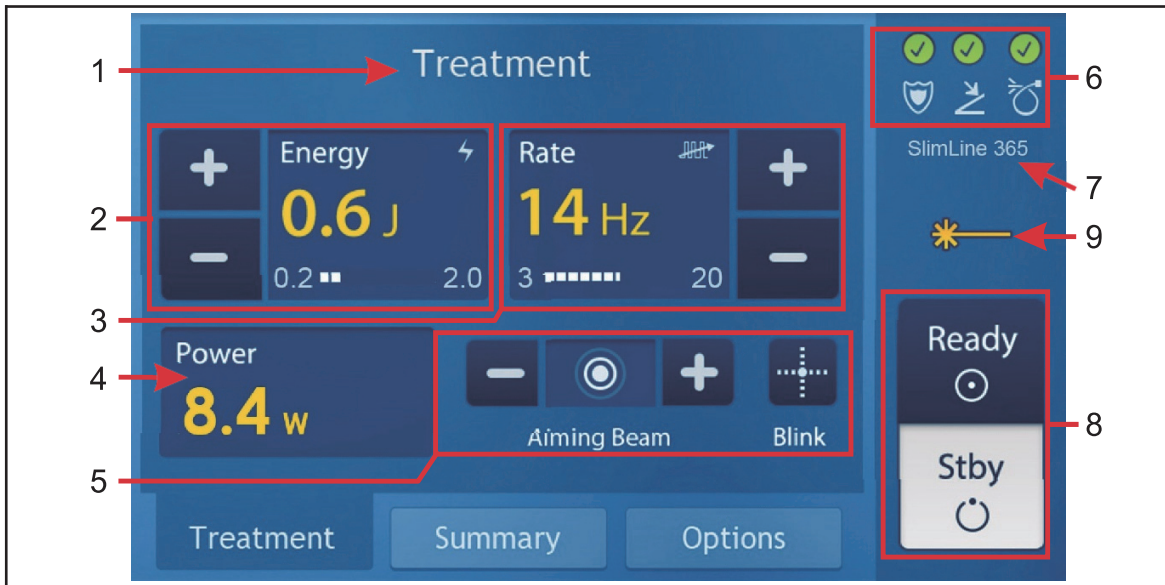 1
Treatment
6
SlimLine 365
7
2
Energy
0.6 J
0.2
2.0
Rate
14 Hz
3
20
9
3
4
Power
8.4 W
5
Aiming Beam
Blink
Ready
Stby
8
Treatment
Summary
Options